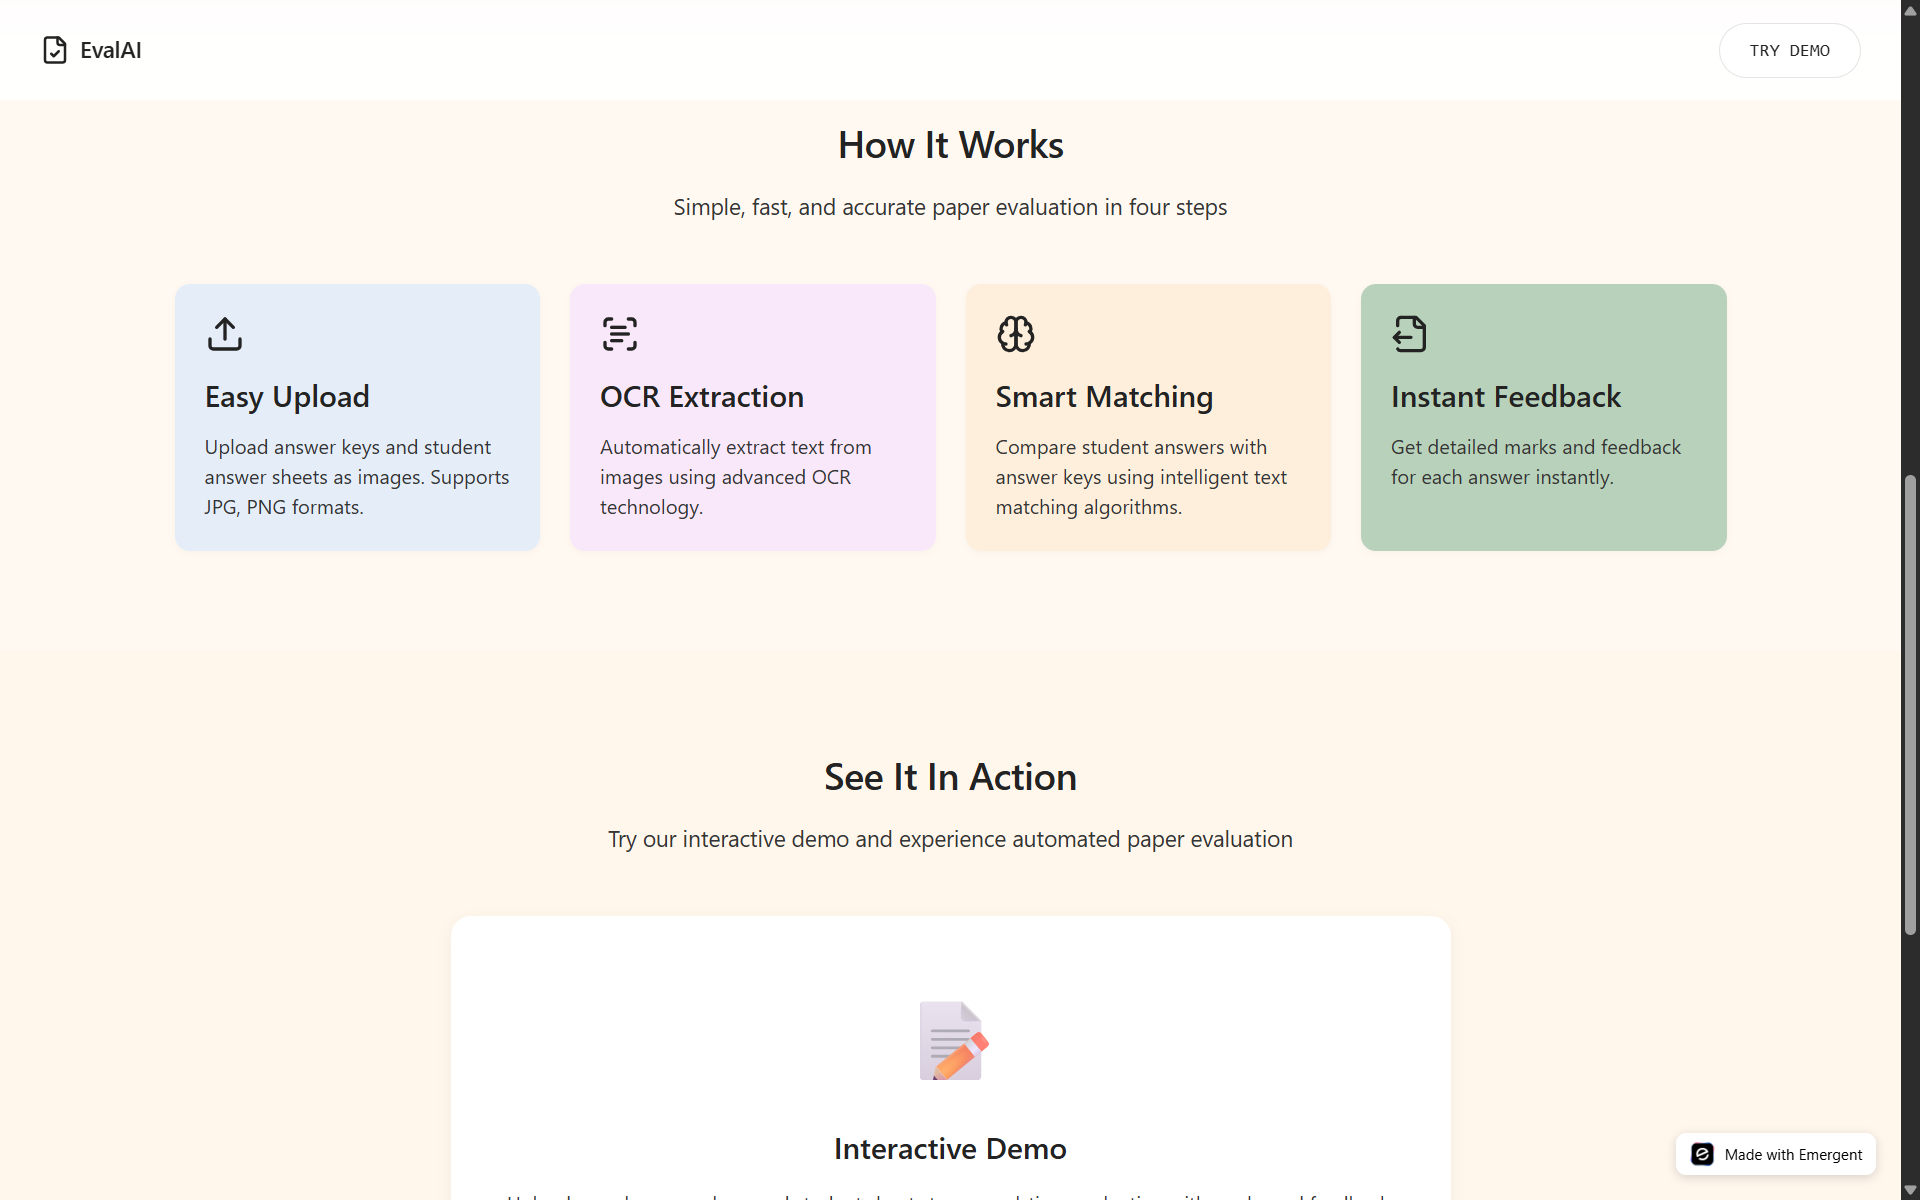 EvalAI
TRY DEMO
How It Works
Simple, fast, and accurate paper evaluation in four steps
Easy Upload
Upload answer keys and student
answer sheets as images. Supports
JPG, PNG formats.
OCR Extraction
Automatically extract text from
images using advanced OCR
technology.
Smart Matching
Compare student answers with
answer keys using intelligent text
matching algorithms.
Instant Feedback
Get detailed marks and feedback
for each answer instantly.
See It In Action
Try our interactive demo and experience automated paper evaluation
Interactive Demo
Made with Emergent